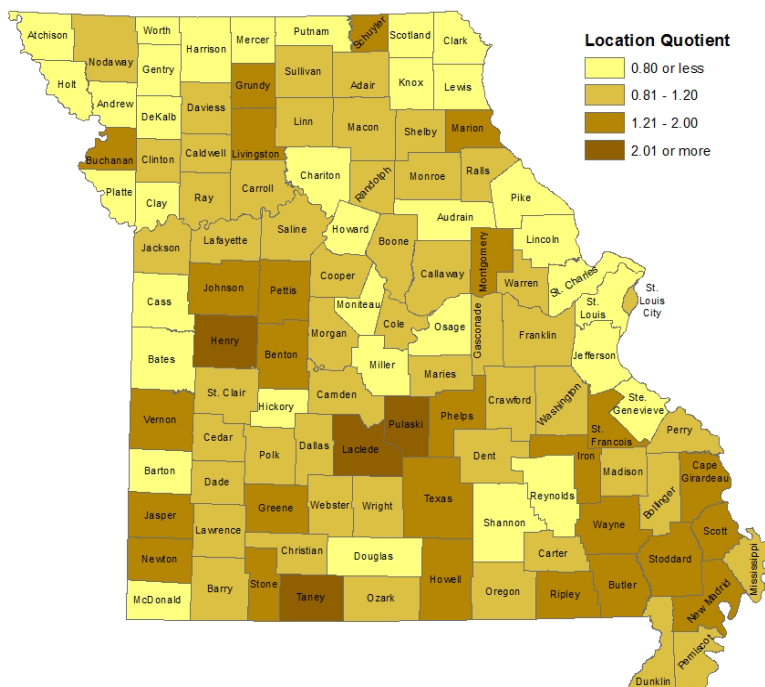 Location Quotient
0.80 or less
0.81 - 1.20
1.21 - 2.00
2.01 or more
Atchison
Nodaway
Worth
Harrison
Mercer
Putnam
Schuyler
Scotland
Clark
Holt
Andrew
Gentry
DeKalb
Daviess
Grundy
Sullivan
Adair
Knox
Lewis
Buchanan
Clinton
Caldwell
Livingston
Linn
Macon
Shelby
Marion
Platte
Clay
Ray
Carroll
Chariton
Randolph
Monroe
Ralls
Pike
Audrain
Jackson
Lafayette
Saline
Howard
Boone
Callaway
Montgomery
Lincoln
Warren
St. Charles
St.
Louis
St.
Louis
City
Cass
Johnson
Pettis
Cooper
Moniteau
Cole
Osage
Gasconade
Franklin
Jefferson
Bates
Henry
Benton
Morgan
Miller
Maries
Vernon
St. Clair
Hickory
Camden
Pulaski
Phelps
Crawford
Washington
St.
Francois
Ste.
Genevieve
Perry
Barton
Cedar
Polk
Dallas
Laclede
Dent
Iron
Madison
Bollinger
Cape
Girardeau
Dade
Jasper
Greene
Webster
Wright
Texas
Shannon
Reynolds
Wayne
Scott
Newton
Lawrence
Christian
Douglas
Howell
Carter
Butler
Stoddard
Mississippi
McDonald
Barry
Stone
Taney
Ozark
Oregon
Ripley
New Madrid
Dunklin
Pemiscot